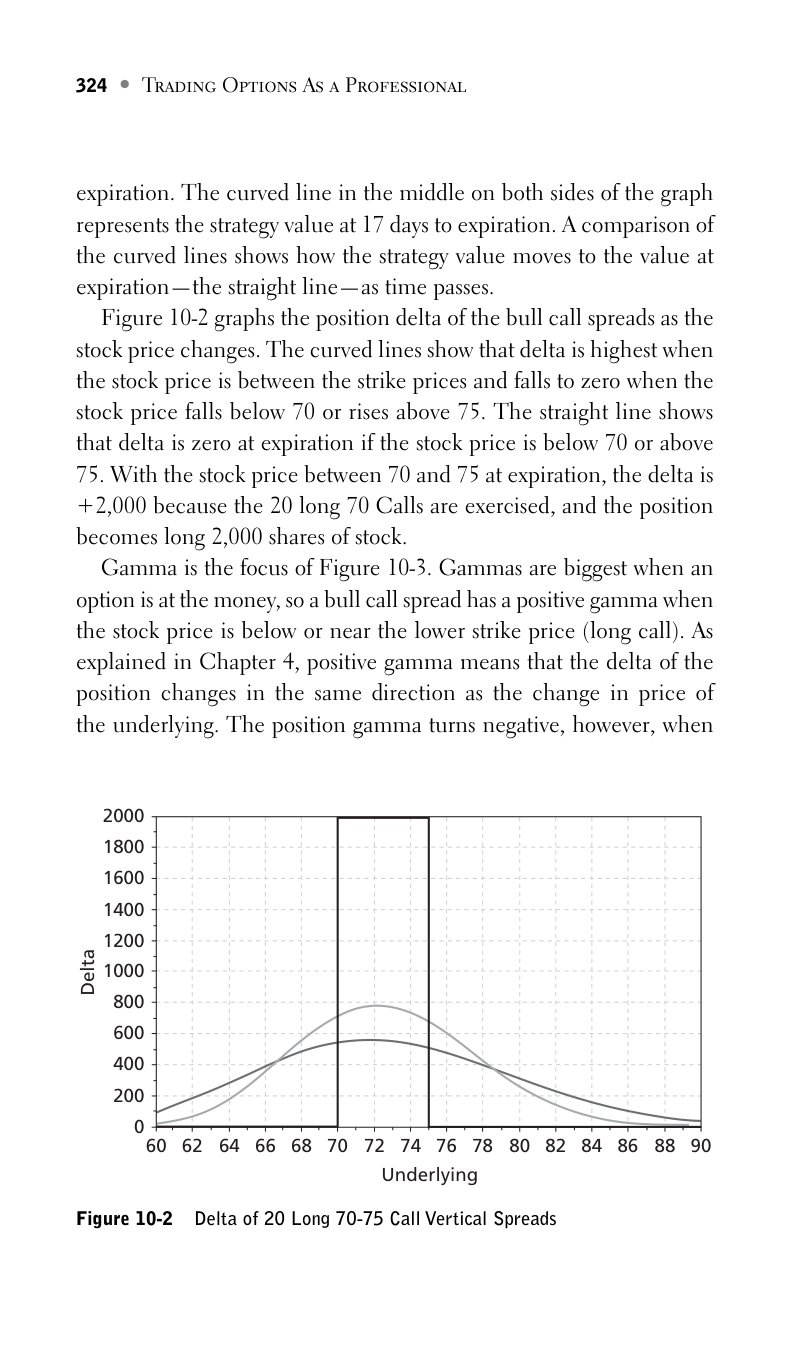 324 • Trading Options As a Professional
expiration. The curved line in the middle on both sides of the graph
represents the strategy value at 17 days to expiration. A comparison of
the curved lines shows how the strategy value moves to the value at
expiration—the straight line—as time passes.
Figure 10-2 graphs the position delta of the bull call spreads as the
stock price changes. The curved lines show that delta is highest when
the stock price is between the strike prices and falls to zero when the
stock price falls below 70 or rises above 75. The straight line shows
that delta is zero at expiration if the stock price is below 70 or above
75. With the stock price between 70 and 75 at expiration, the delta is
+2,000 because the 20 long 70 Calls are exercised, and the position
becomes long 2,000 shares of stock.
Gamma is the focus of Figure 10-3. Gammas are biggest when an
option is at the money, so a bull call spread has a positive gamma when
the stock price is below or near the lower strike price (long call). As
explained in Chapter 4, positive gamma means that the delta of the
position changes in the same direction as the change in price of
the underlying. The position gamma turns negative, however, when
2000
1800
1600
1400
1200
1000
800
600
400
200
0
Delta
60 62 64 66 68 70 72 74 76 78 80 82 84 86 88 90
Underlying
Figure 10-2 Delta of 20 Long 70-75 Call Vertical Spreads